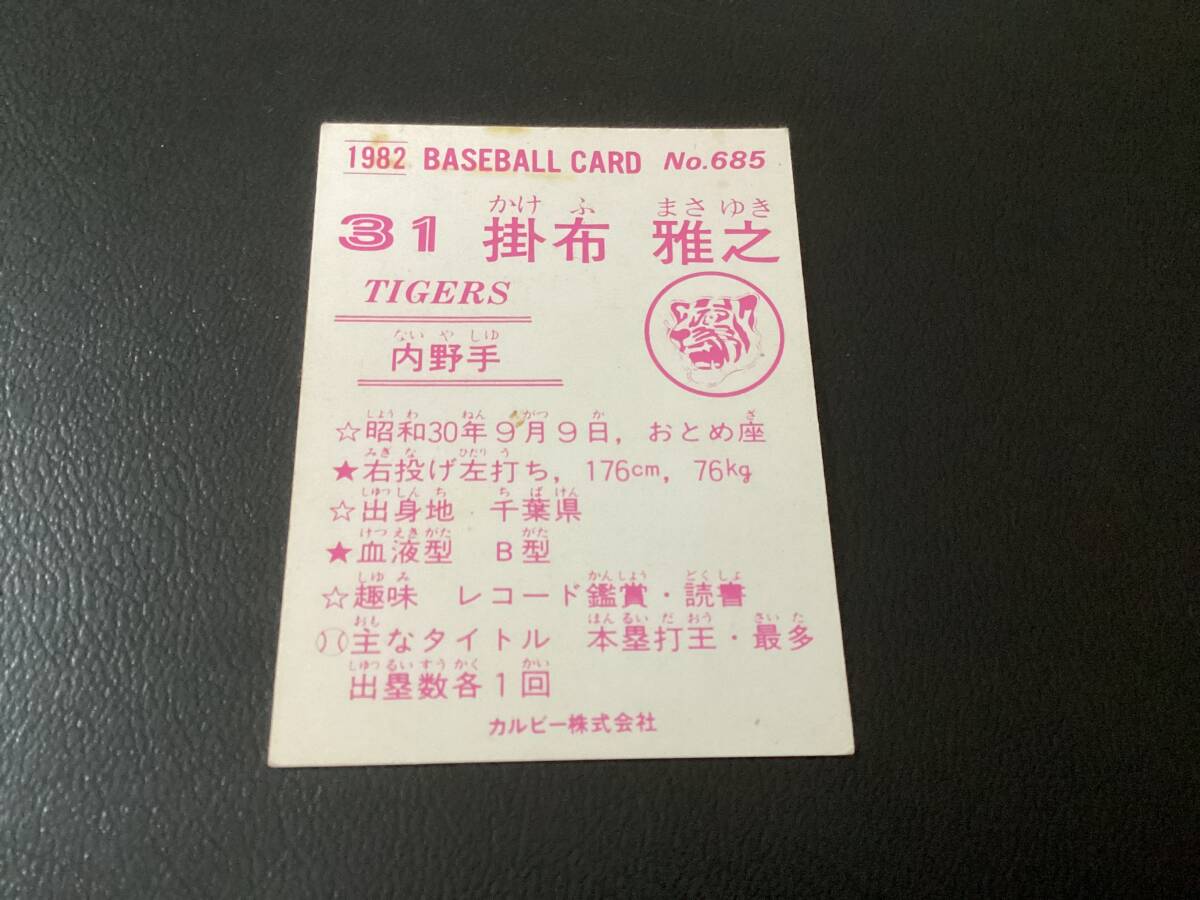 1982 BASEBALL CARD No.685
かけ ふ まさ ゆき
31 掛布 雅之
TIGERS
ない や しゆ
内野手
しょう わ ねん がつ か ざ
☆昭和30年9月9日, おとめ座
みぎ な ひだり う
★右投げ左打ち, 176cm, 76kg
しゅつ しん ち ち ば けん
☆出身地 千葉県
けつ えき がた がた
★血液型 B型
しゆ み かんしょう どく しょ
☆趣味 レコード鑑賞・読書
おも ほん るい だ おう さい た
主なタイトル 本塁打王・最多
しゅつ るい すう かく かい
出塁数各1回
カルビー株式会社